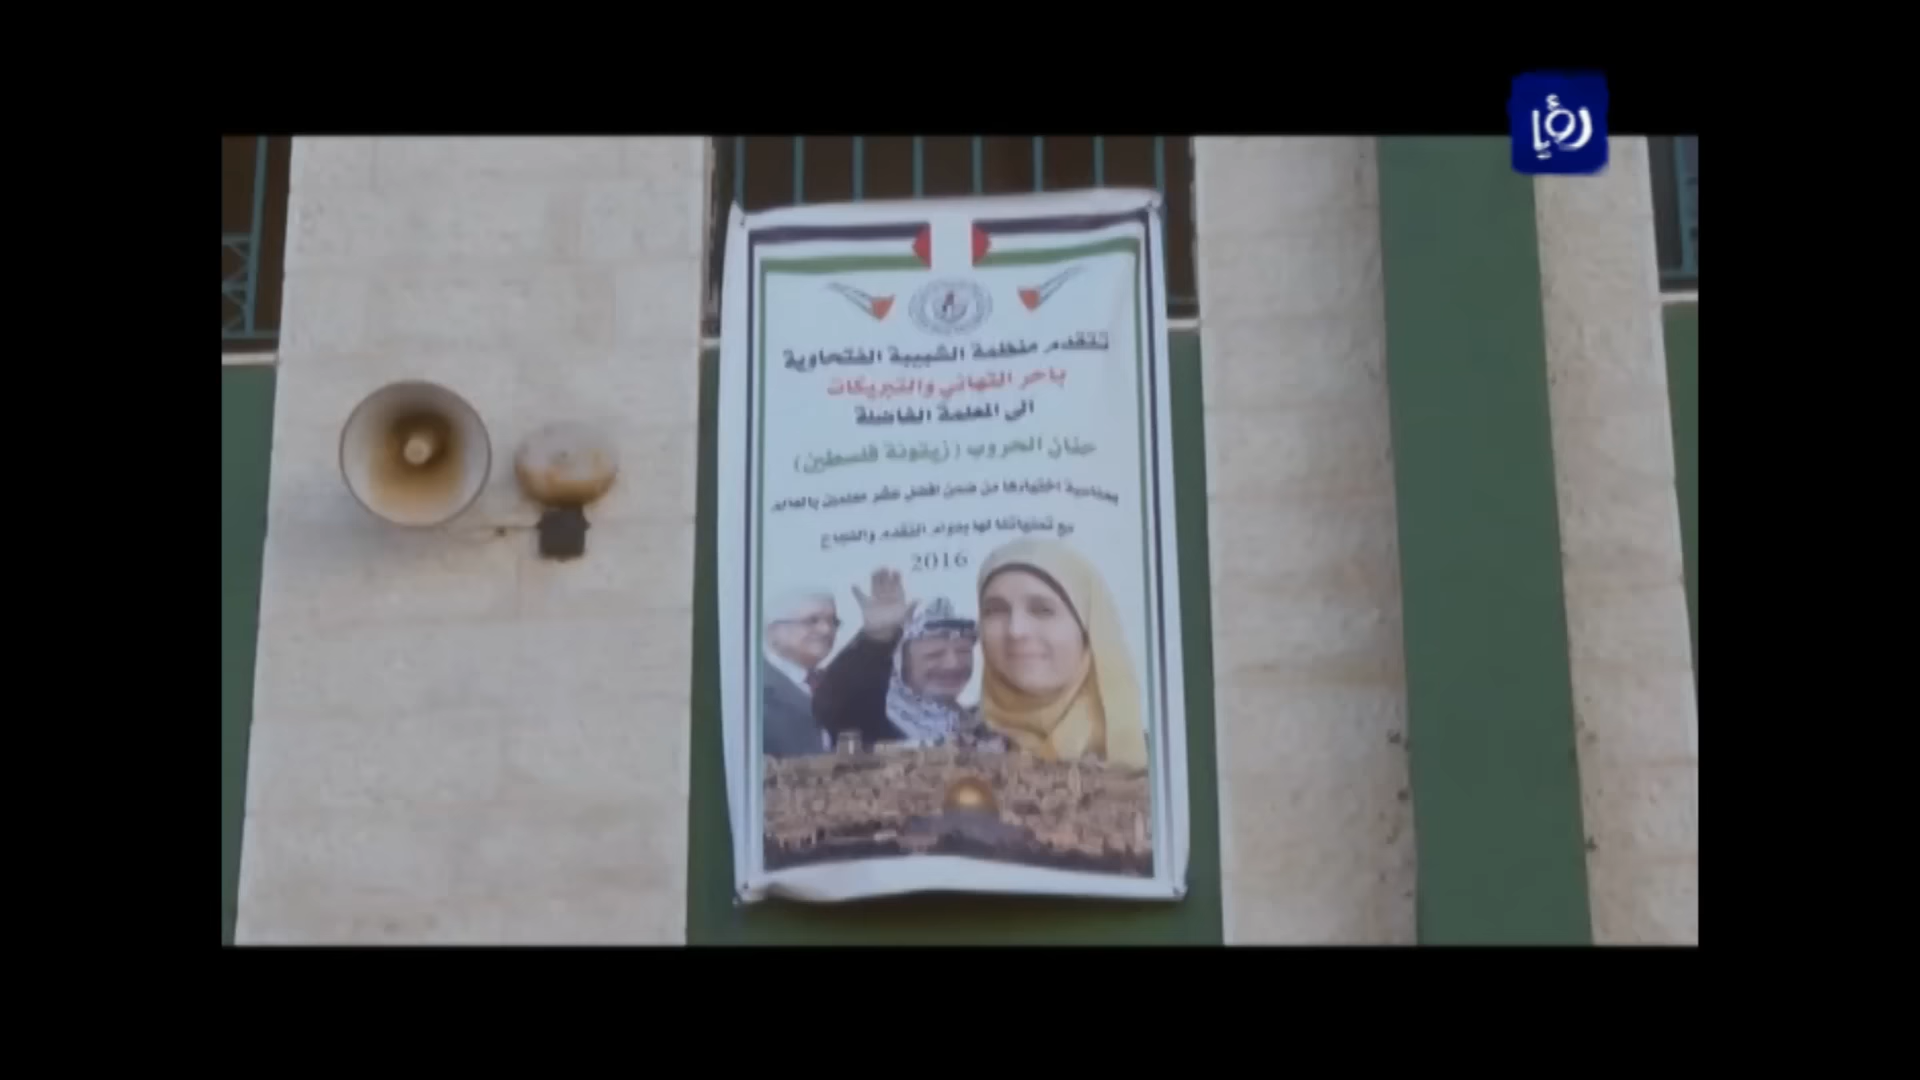 رؤيا
تتقدم منظمة الشبيبة الفتحاوية
باحر التهاني والتبريكات
الى المعلمة الفاضلة
حنان الحروب (زيتونة فلسطين)
بمناسبة اختيارها من ضمن افضل عشر معلمين بالعالم
مع تمنياتنا لها بدوام التقدم والنجاح
2016